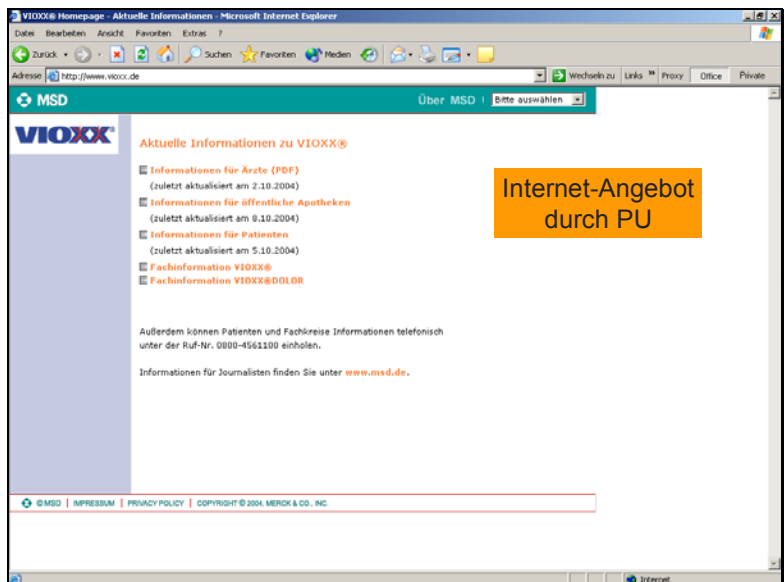 VIOXX® Homepage - Aktuelle Informationen - Microsoft Internet Explorer
Datei Bearbeiten Ansicht Favoriten Extras ?
Zurück Suchen Favoriten Medien
Adresse http://www.vioxx.de Wechseln zu Links » Proxy Office Private
MSD Über MSD | Bitte auswählen
VIOXX®
Aktuelle Informationen zu VIOXX®
Informationen für Ärzte (PDF)
(zuletzt aktualisiert am 2.10.2004)
Informationen für öffentliche Apotheken
(zuletzt aktualisiert am 8.10.2004)
Informationen für Patienten
(zuletzt aktualisiert am 5.10.2004)
Fachinformation VIOXX®
Fachinformation VIOXX®DOLOR
Internet-Angebot
durch PU
Außerdem können Patienten und Fachkreise Informationen telefonisch
unter der Ruf-Nr. 0800-4561100 einholen.
Informationen für Journalisten finden Sie unter www.msd.de.
©MSD | IMPRESSUM | PRIVACY POLICY | COPYRIGHT © 2004, MERCK & CO., INC.
Internet